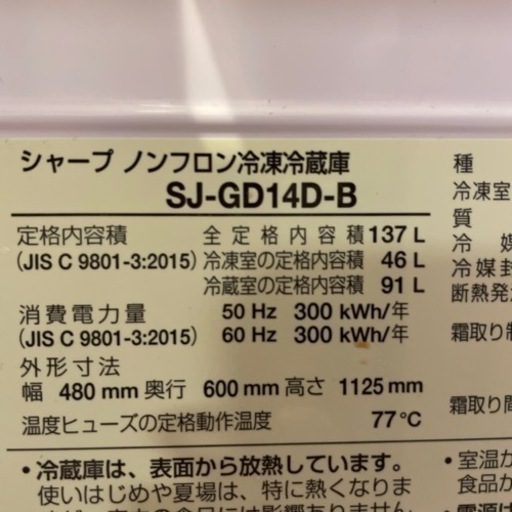 シャープ ノンフロン冷凍冷蔵庫
SJ-GD14D-B
定格内容積 全定格内容積 137 L
(JIS C 9801-3:2015) 冷凍室の定格内容積 46 L
冷蔵室の定格内容積 91 L
消費電力量 50 Hz 300 kWh/年
(JIS C 9801-3:2015) 60 Hz 300 kWh/年
外形寸法
幅 480 mm 奥行 600 mm 高さ 1125 mm
温度ヒューズの定格動作温度 77℃
・冷蔵庫は、表面から放熱しています。
使いはじめや夏場は、特に熱くなりま
種
冷凍室
質
冷 媒
冷媒封
断熱発
霜取り
霜取り間
・室温か
食品か